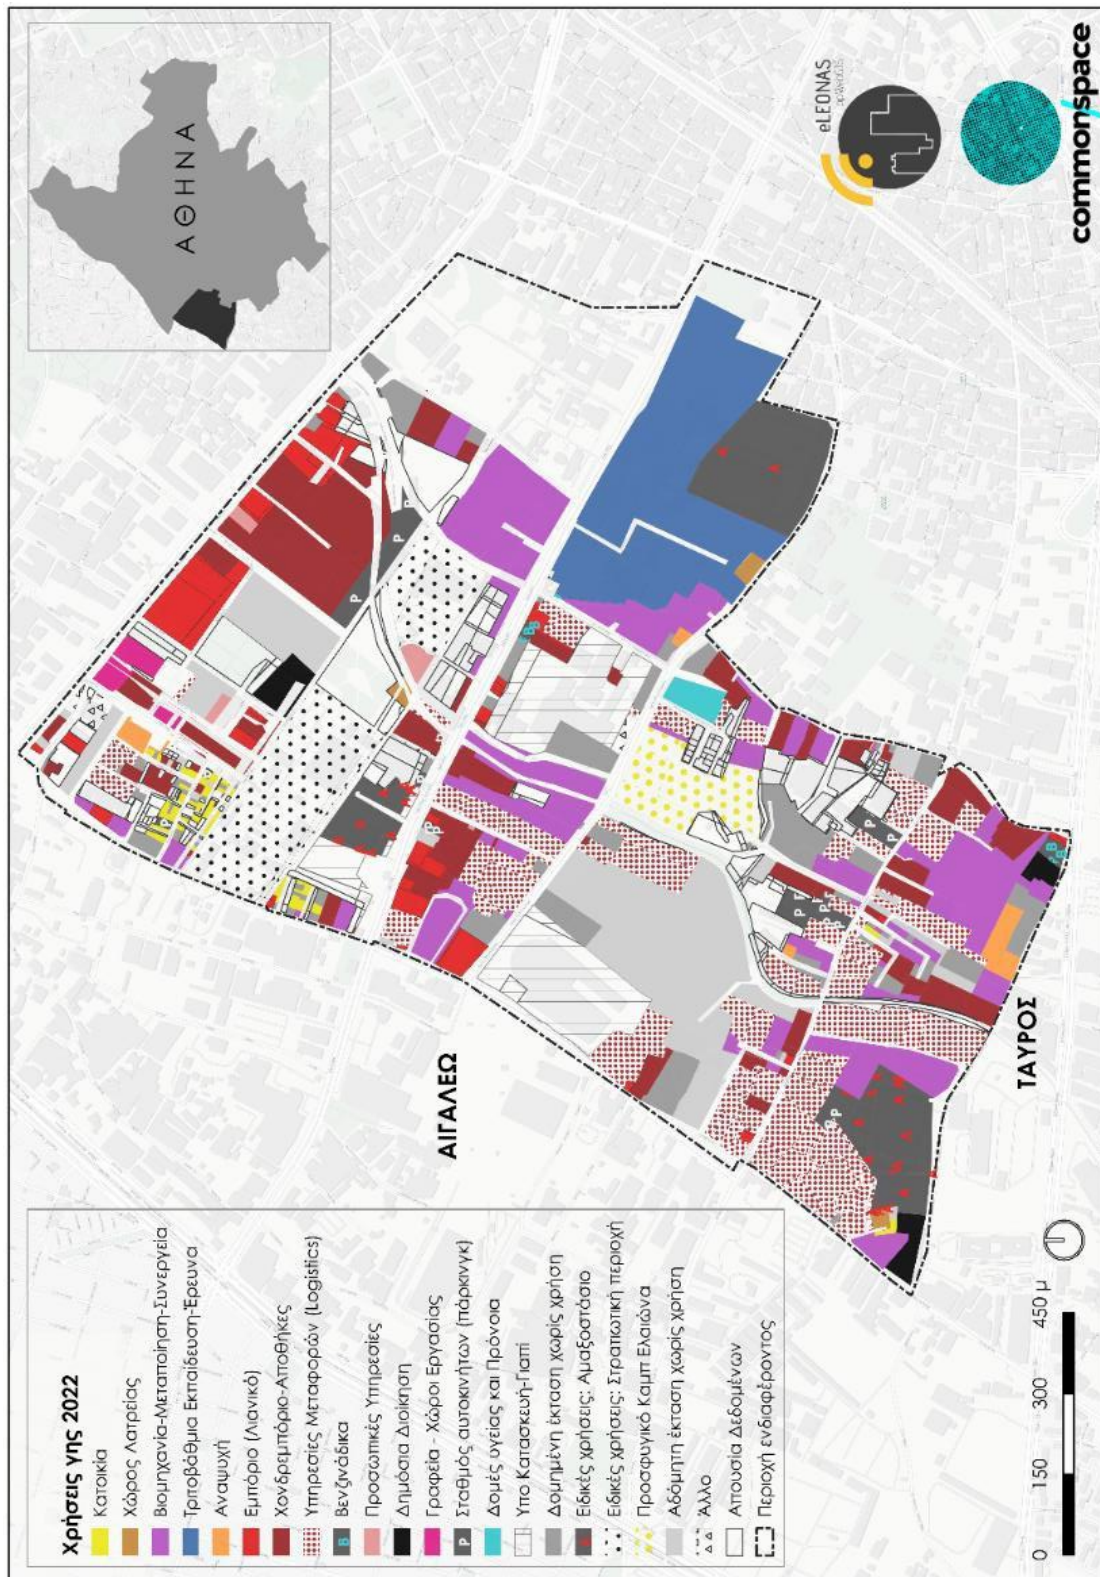 Χρήσεις γης 2022
Κατοικία
Χώρος Λατρείας
Βιομηχανία-Μεταποίηση-Συνεργεία
Τριτοβάθμια Εκπαίδευση-Έρευνα
Αναψυχή
Εμπόριο (Λιανικό)
Χονδρεμπόριο-Αποθήκες
Υπηρεσίες Μεταφορών (Logistics)
B Βενζινάδικα
Προσωπικές Υπηρεσίες
Δημόσια Διοίκηση
Γραφεία - Χώροι Εργασίας
P Σταθμός αυτοκινήτων (πάρκινγκ)
Δομές υγείας και Πρόνοια
Υπο Κατασκευή-Γιαπί
Δομημένη έκταση χωρίς χρήση
Ειδικές χρήσεις: Αμαξοστάσιο
Ειδικές χρήσεις: Στρατιωτική περιοχή
Προσφυγικό Καμπ Ελαιώνα
Αδόμητη έκταση χωρίς χρήση
Άλλο
Απουσία Δεδομένων
Περιοχή ενδιαφέροντος
0 150 300 450 μ
ΑΙΓΑΛΕΩ
ΤΑΥΡΟΣ
ΑΘΗΝΑ
eLEONAS
commonspace